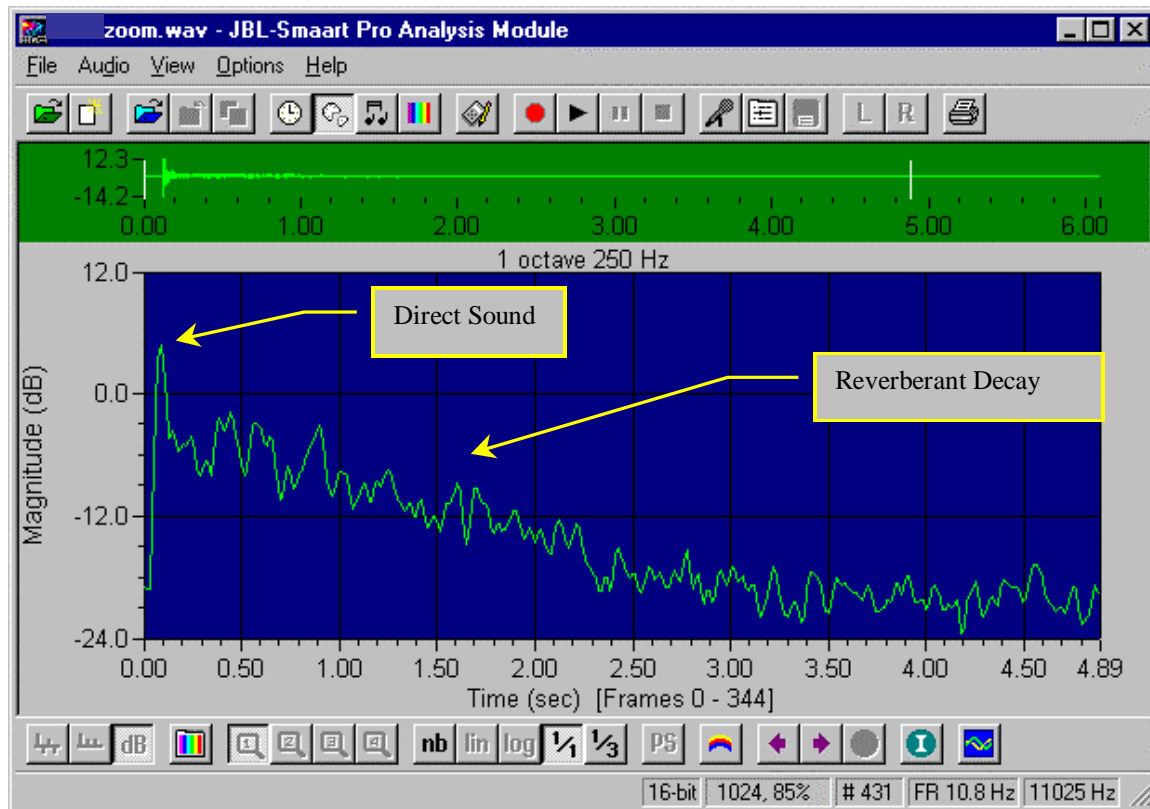 zoom.wav - JBL-Smaart Pro Analysis Module
File Audio View Options Help
L R
12.3
-14.2
0.00 1.00 2.00 3.00 4.00 5.00 6.00
1 octave 250 Hz
12.0
0.0
-12.0
-24.0
Magnitude (dB)
Direct Sound
Reverberant Decay
0.00 0.50 1.00 1.50 2.00 2.50 3.00 3.50 4.00 4.50 4.89
Time (sec) [Frames 0 - 344]
dB 1 2 3 4 nb lin log 1/1 1/3 PS I
16-bit 1024, 85% # 431 FR 10.8 Hz 11025 Hz